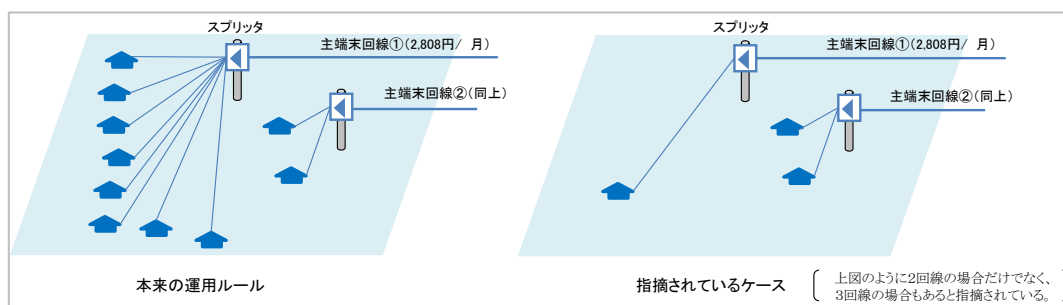 スプリッタ
主端末回線①(2,808円/ 月)
主端末回線②(同上)
本来の運用ルール
スプリッタ
主端末回線①(2,808円/ 月)
主端末回線②(同上)
指摘されているケース
上図のように2回線の場合だけでなく、
3回線の場合もあると指摘されている。